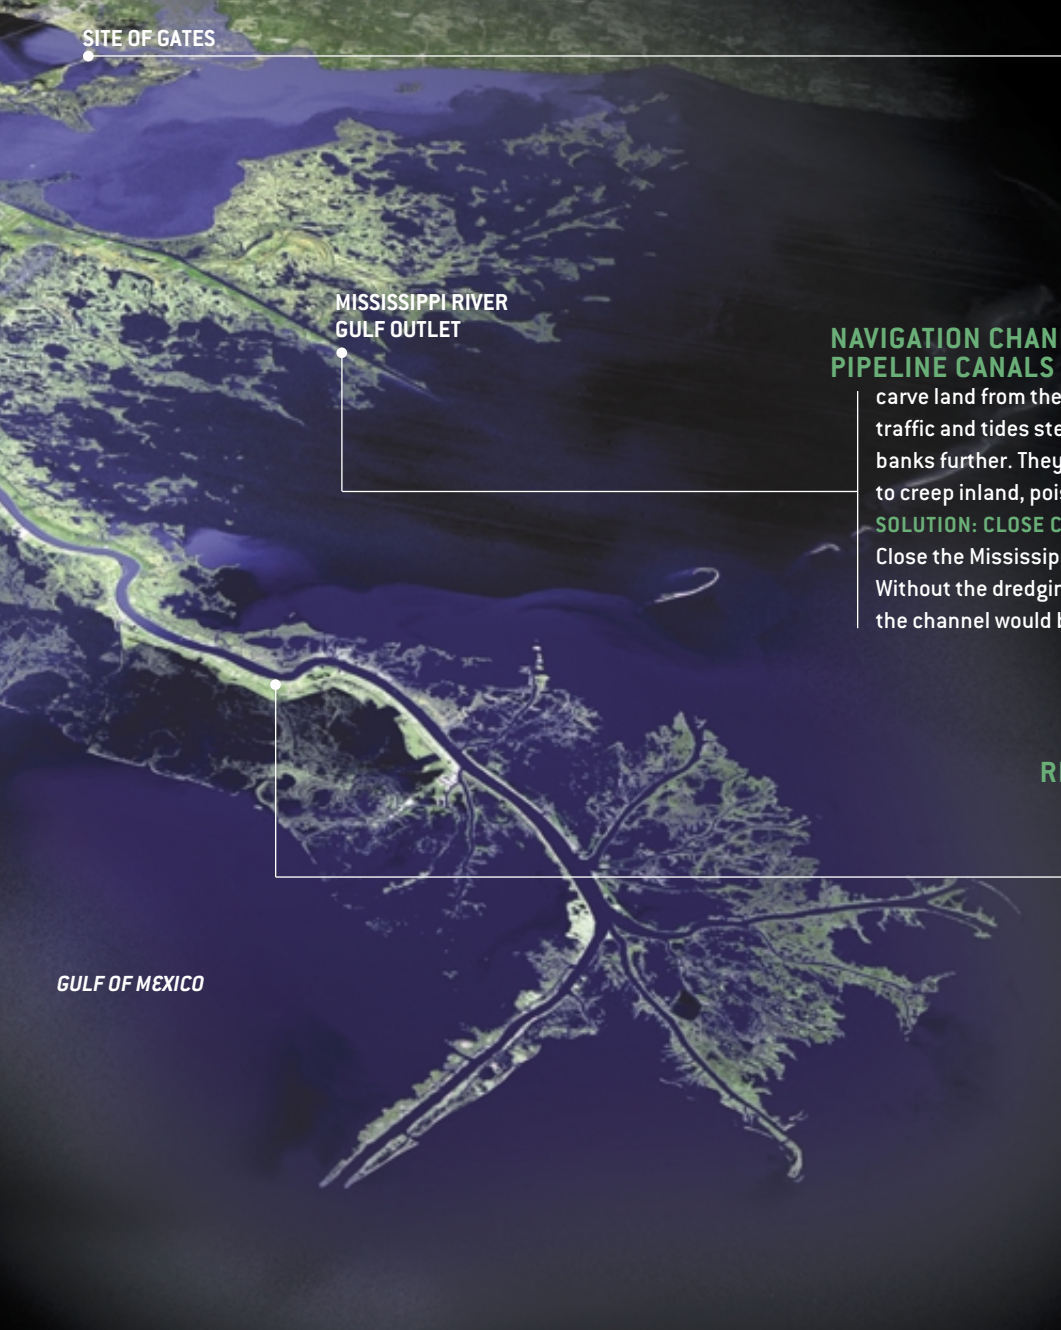 SITE OF GATES
MISSISSIPPI RIVER
GULF OUTLET
NAVIGATION CHAN
PIPELINE CANALS
carve land from the
traffic and tides ste
banks further. They
to creep inland, pois
SOLUTION: CLOSE C
Close the Mississip
Without the dredgin
the channel would b
GULF OF MEXICO